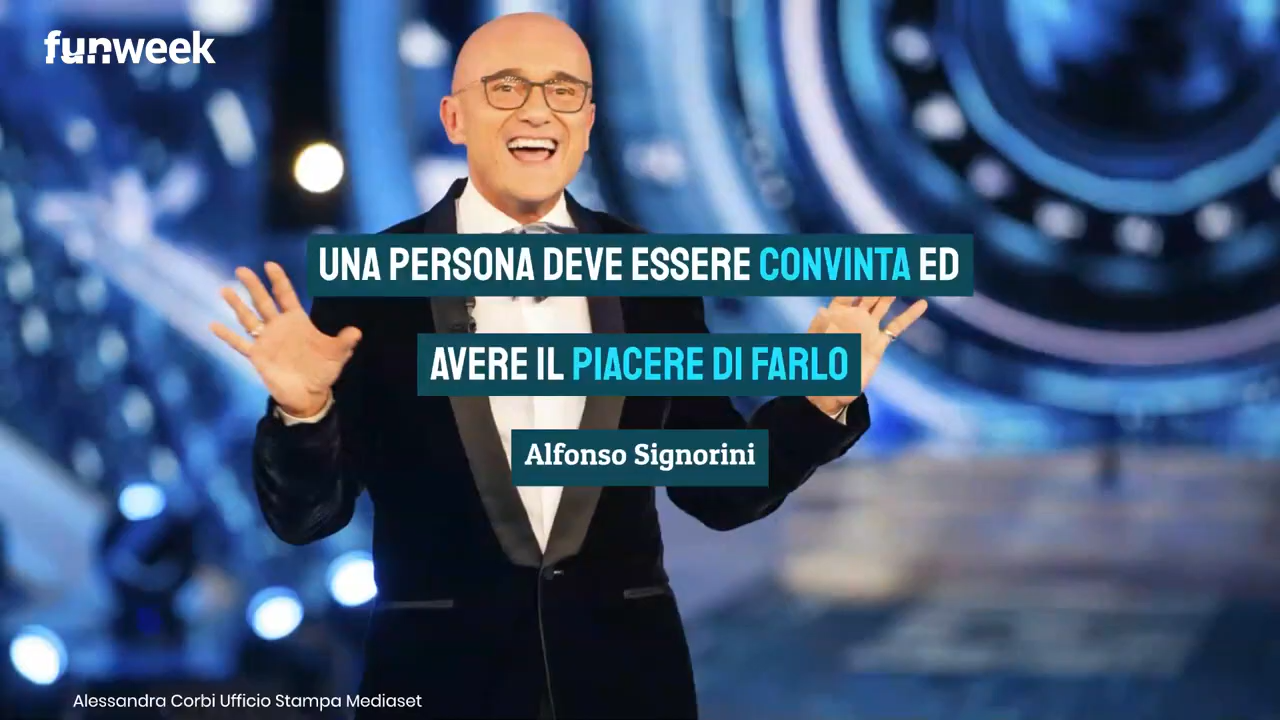 funweek
UNA PERSONA DEVE ESSERE CONVINTA ED
AVERE IL PIACERE DI FARLO
Alfonso Signorini
Alessandra Corbi Ufficio Stampa Mediaset